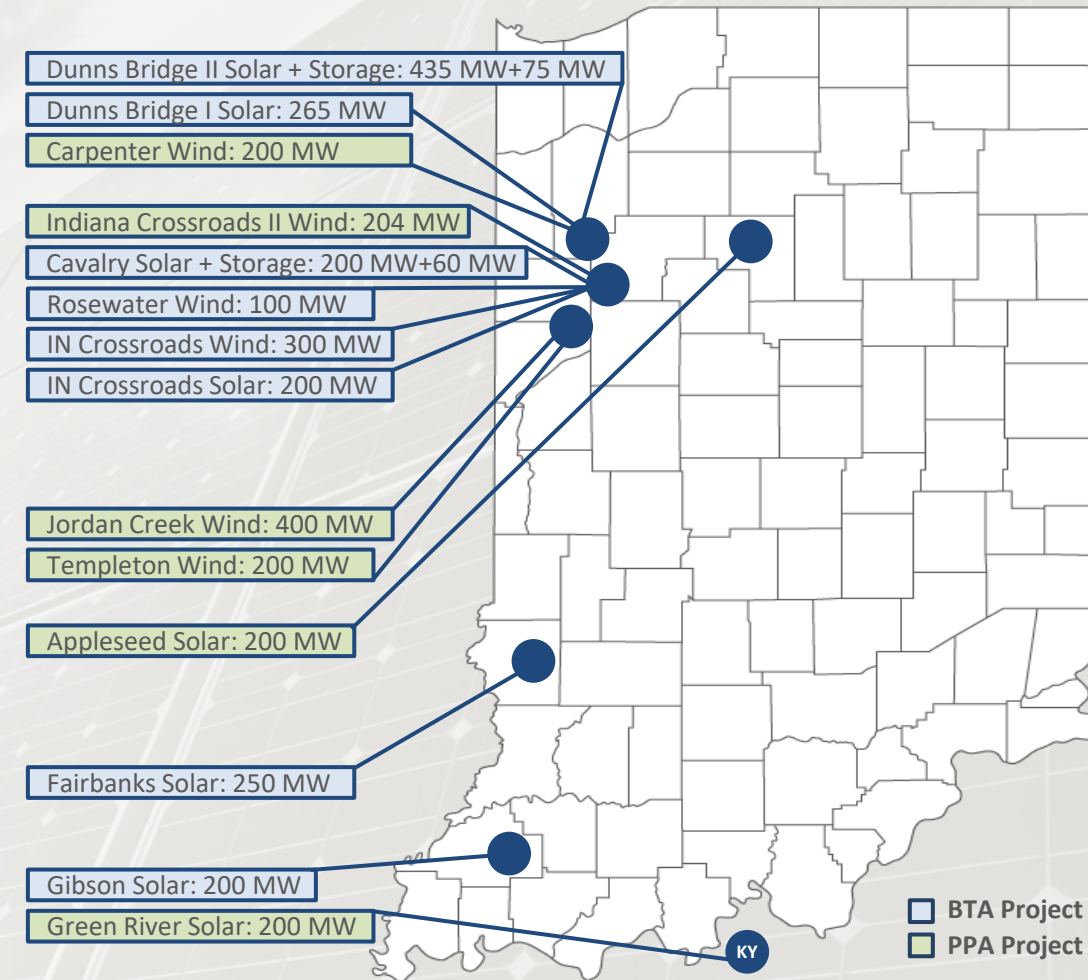 Dunns Bridge II Solar + Storage: 435 MW+75 MW
Dunns Bridge I Solar: 265 MW
Carpenter Wind: 200 MW
Indiana Crossroads II Wind: 204 MW
Cavalry Solar + Storage: 200 MW+60 MW
Rosewater Wind: 100 MW
IN Crossroads Wind: 300 MW
IN Crossroads Solar: 200 MW
Jordan Creek Wind: 400 MW
Templeton Wind: 200 MW
Appleseed Solar: 200 MW
Fairbanks Solar: 250 MW
Gibson Solar: 200 MW
Green River Solar: 200 MW
KY
BTA Project
PPA Project